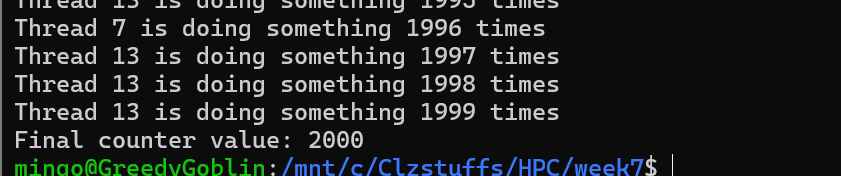 Thread 13 is doing something 1995 times
Thread 7 is doing something 1996 times
Thread 13 is doing something 1997 times
Thread 13 is doing something 1998 times
Thread 13 is doing something 1999 times
Final counter value: 2000
mingo@GreedyGoblin:/mnt/c/Clzstuffs/HPC/week7$